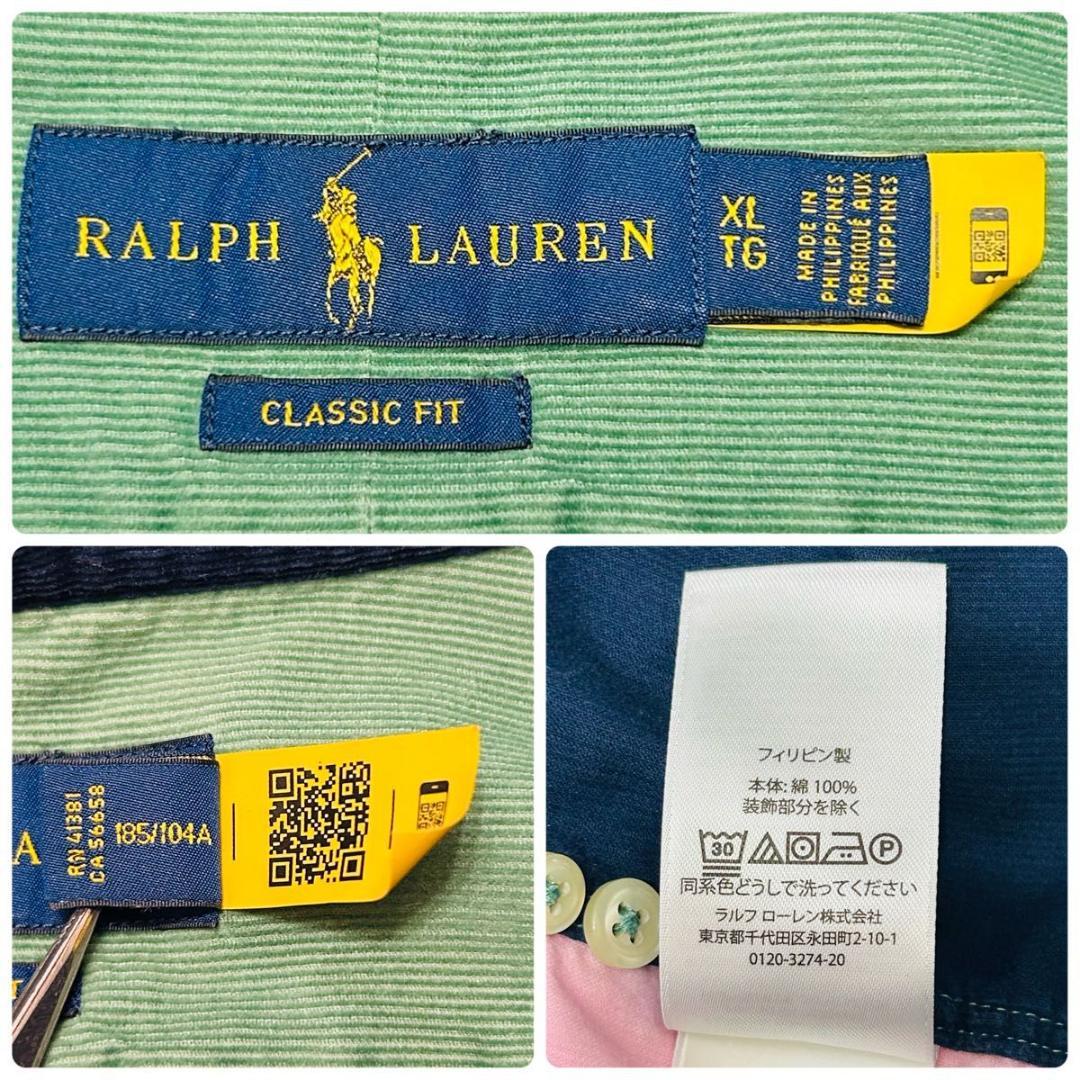 RALPH LAUREN
XL
TG
MADE IN
PHILIPPINES
FABRIQUÉ AUX
PHILIPPINES
CLASSIC FIT
A
RN 41381
CA 56658
185/104A
フィリピン製
本体: 綿 100%
装飾部分を除く
30
P
同系色どうしで洗ってください
ラルフ ローレン株式会社
東京都千代田区永田町2-10-1
0120-3274-20